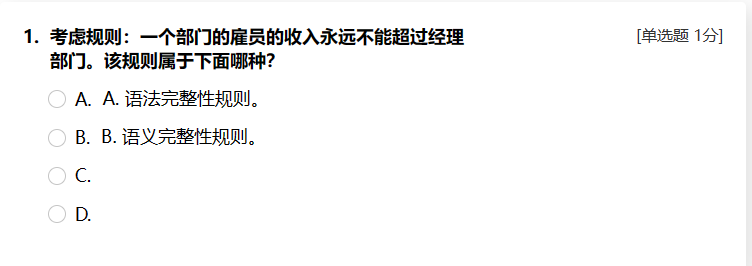 1. 考虑规则：一个部门的雇员的收入永远不能超过经理 [单选题 1分]
部门。该规则属于下面哪种？
A. A. 语法完整性规则。
B. B. 语义完整性规则。
C.
D.